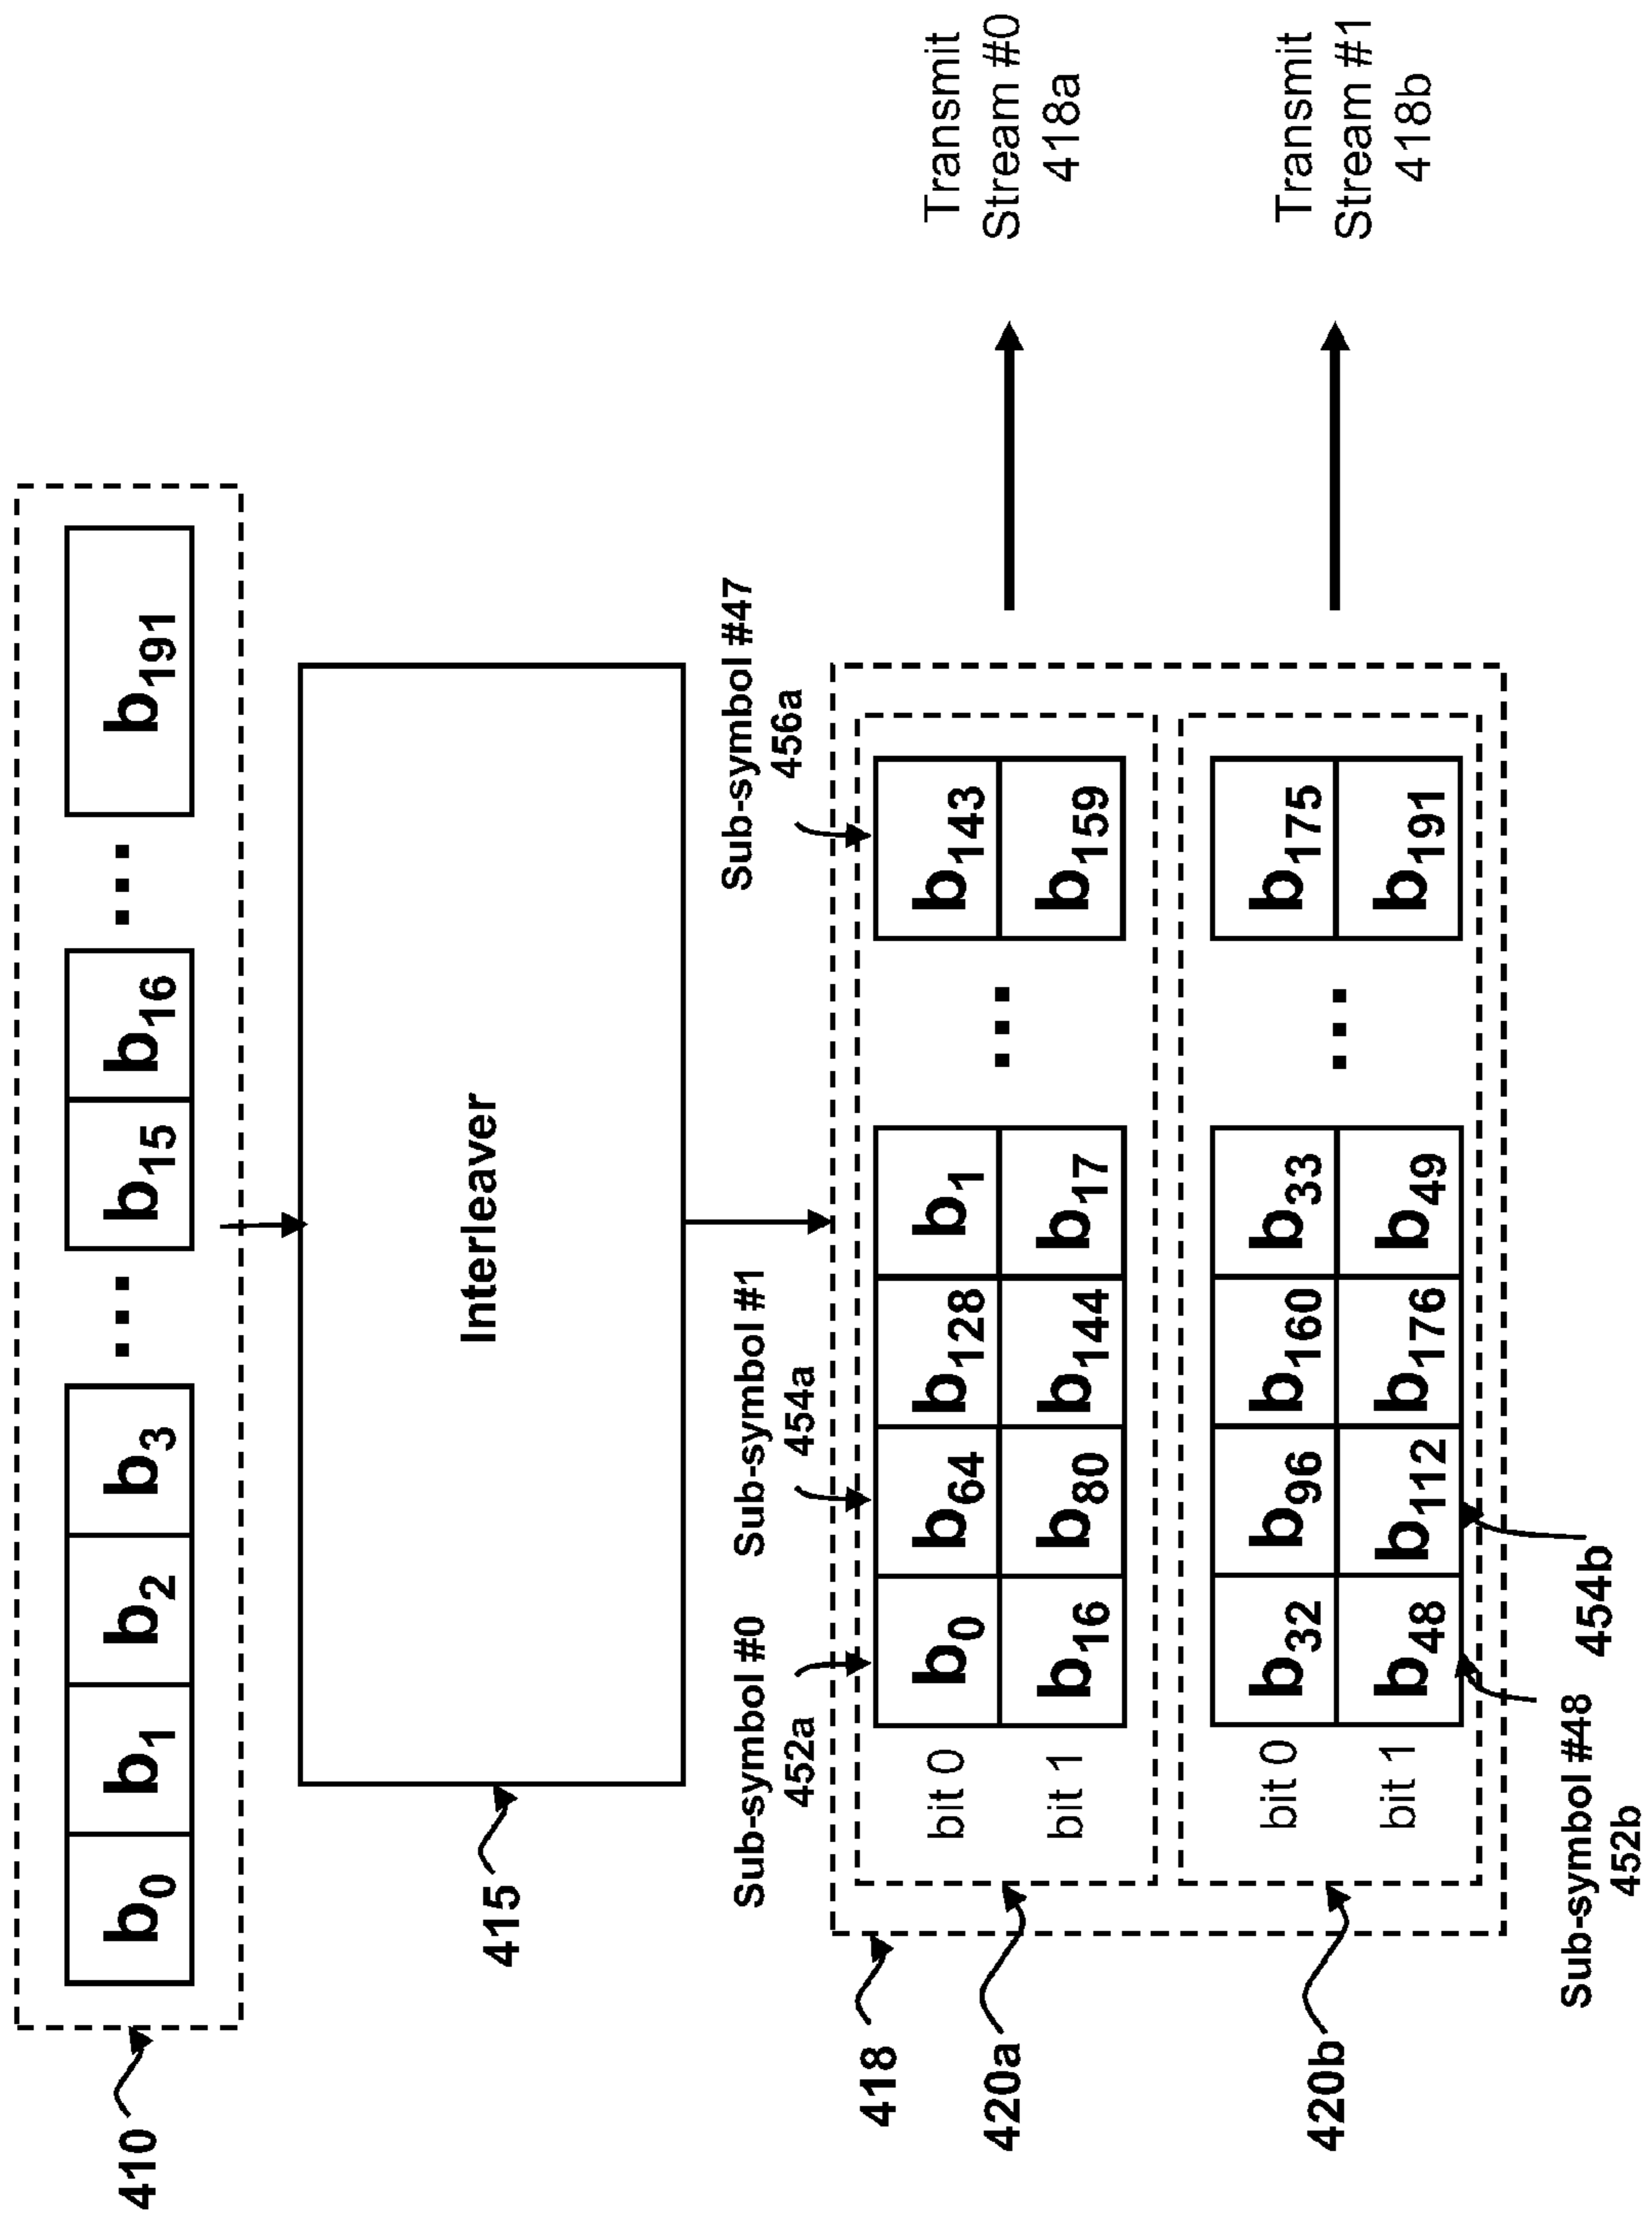 410
b0 b1 b2 b3 ... b15 b16 ... b191
415
Interleaver
Sub-symbol #0
452a
Sub-symbol #1
454a
Sub-symbol #47
456a
418
420a
bit 0 b0 b64 b128 b1 ... b143
bit 1 b16 b80 b144 b17 ... b159
Transmit
Stream #0
418a
420b
bit 0 b32 b96 b160 b33 ... b175
bit 1 b48 b112 b176 b49 ... b191
Transmit
Stream #1
418b
Sub-symbol #48
452b
454b